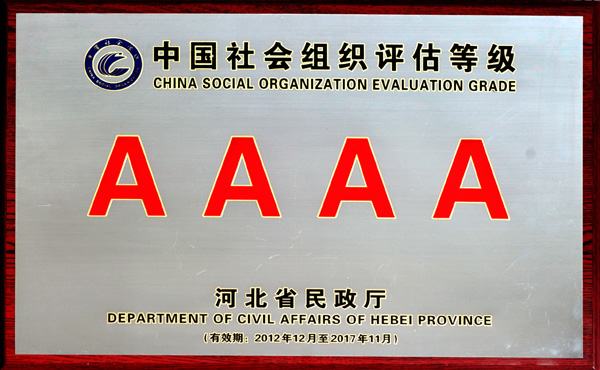 中国社会组织评估等级
CHINA SOCIAL ORGANIZATION EVALUATION GRADE
AAAA
河北省民政厅
DEPARTMENT OF CIVIL AFFAIRS OF HEBEI PROVINCE
(有效期：2012年12月至2017年11月)